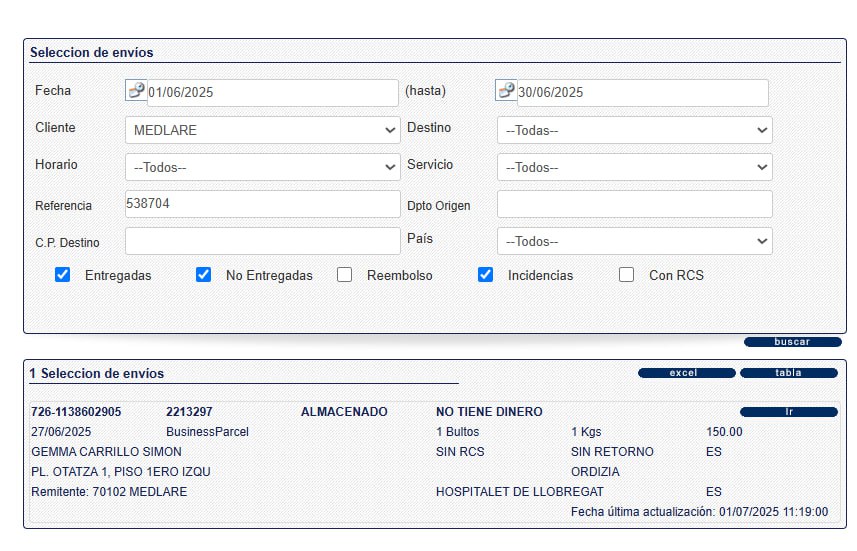 Seleccion de envíos
Fecha 01/06/2025 (hasta) 30/06/2025
Cliente MEDLARE Destino --Todas--
Horario --Todos-- Servicio --Todos--
Referencia 538704 Dpto Origen
C.P. Destino País --Todos--
Entregadas No Entregadas Reembolso Incidencias Con RCS
buscar
1 Seleccion de envíos excel tabla
726-1138602905 2213297 ALMACENADO NO TIENE DINERO Ir
27/06/2025 BusinessParcel 1 Bultos 1 Kgs 150.00
GEMMA CARRILLO SIMON SIN RCS SIN RETORNO ES
PL. OTATZA 1, PISO 1ERO IZQU ORDIZIA
Remitente: 70102 MEDLARE HOSPITALET DE LLOBREGAT ES
Fecha última actualización: 01/07/2025 11:19:00